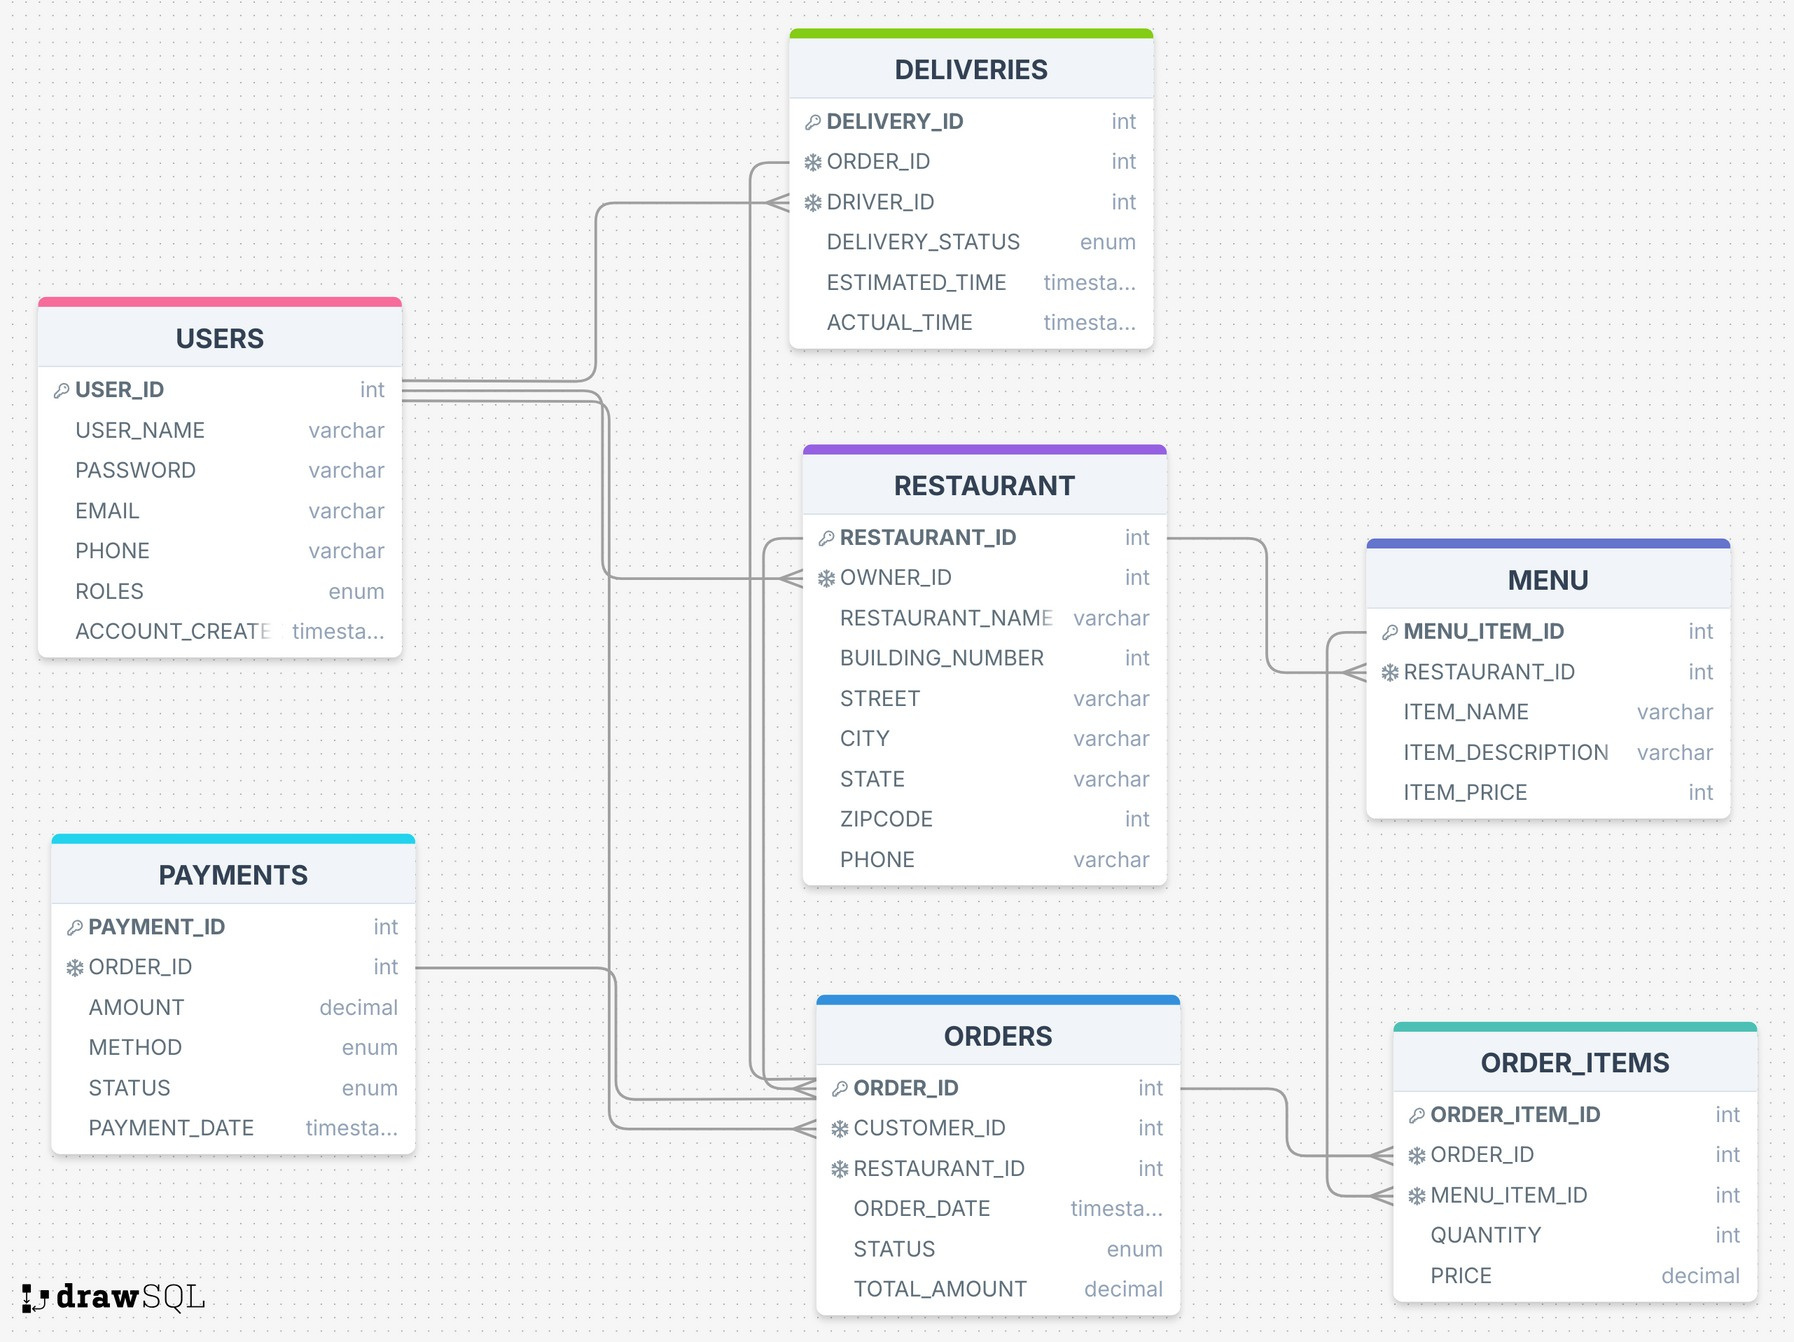 DELIVERIES
DELIVERY_ID int
ORDER_ID int
DRIVER_ID int
DELIVERY_STATUS enum
ESTIMATED_TIME timesta...
ACTUAL_TIME timesta...
USERS
USER_ID int
USER_NAME varchar
PASSWORD varchar
EMAIL varchar
PHONE varchar
ROLES enum
ACCOUNT_CREATE timesta...
RESTAURANT
RESTAURANT_ID int
OWNER_ID int
RESTAURANT_NAME varchar
BUILDING_NUMBER int
STREET varchar
CITY varchar
STATE varchar
ZIPCODE int
PHONE varchar
MENU
MENU_ITEM_ID int
RESTAURANT_ID int
ITEM_NAME varchar
ITEM_DESCRIPTION varchar
ITEM_PRICE int
PAYMENTS
PAYMENT_ID int
ORDER_ID int
AMOUNT decimal
METHOD enum
STATUS enum
PAYMENT_DATE timesta...
ORDERS
ORDER_ID int
CUSTOMER_ID int
RESTAURANT_ID int
ORDER_DATE timesta...
STATUS enum
TOTAL_AMOUNT decimal
ORDER_ITEMS
ORDER_ITEM_ID int
ORDER_ID int
MENU_ITEM_ID int
QUANTITY int
PRICE decimal
drawSQL